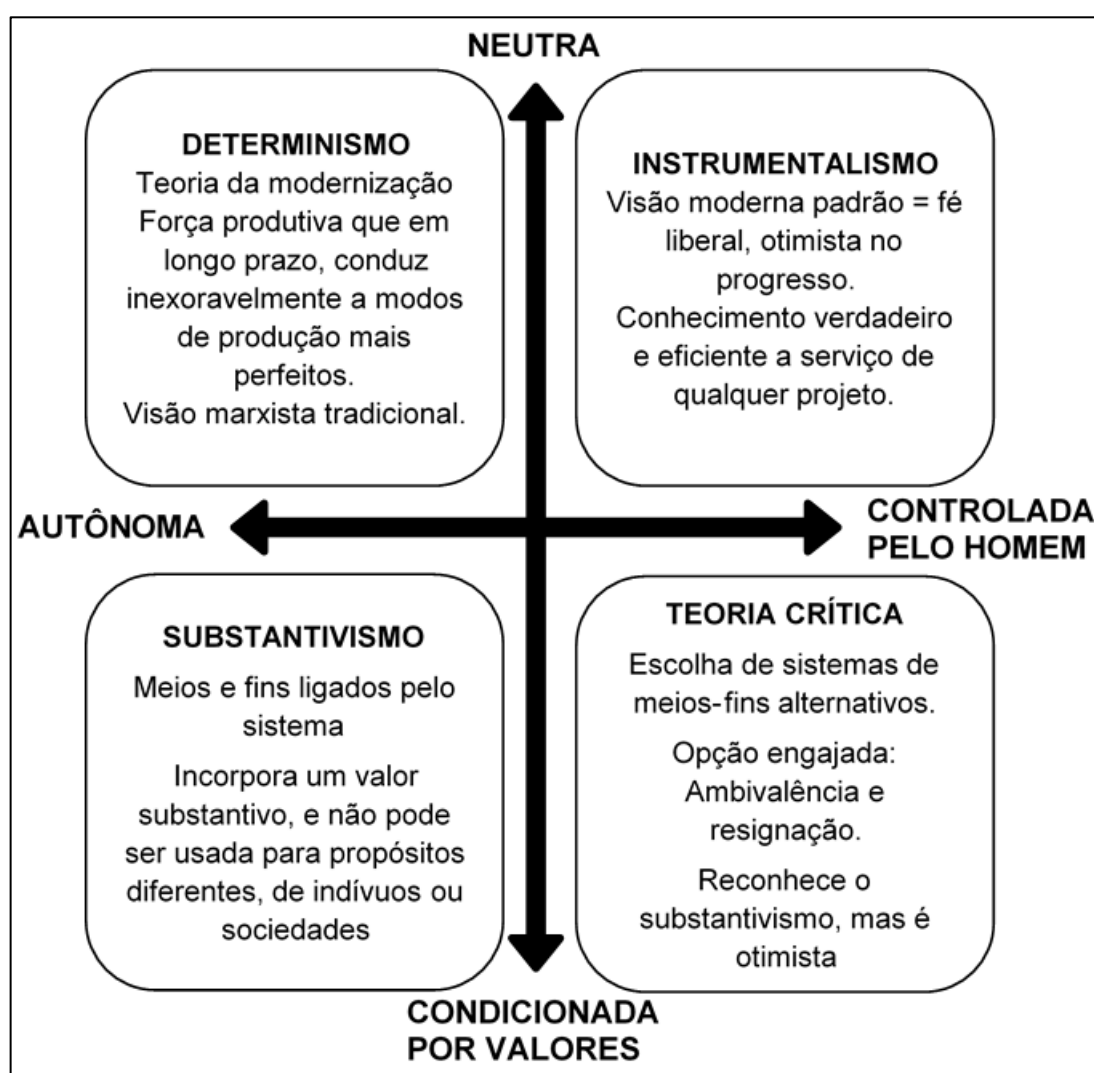 NEUTRA
DETERMINISMO
Teoria da modernização
Força produtiva que em
longo prazo, conduz
inexoravelmente a modos
de produção mais
perfeitos.
Visão marxista tradicional.
INSTRUMENTALISMO
Visão moderna padrão = fé
liberal, otimista no
progresso.
Conhecimento verdadeiro
e eficiente a serviço de
qualquer projeto.
AUTÔNOMA
CONTROLADA
PELO HOMEM
SUBSTANTIVISMO
Meios e fins ligados pelo
sistema
Incorpora um valor
substantivo, e não pode
ser usada para propósitos
diferentes, de indívuos ou
sociedades
TEORIA CRÍTICA
Escolha de sistemas de
meios-fins alternativos.
Opção engajada:
Ambivalência e
resignação.
Reconhece o
substantivismo, mas é
otimista
CONDICIONADA
POR VALORES